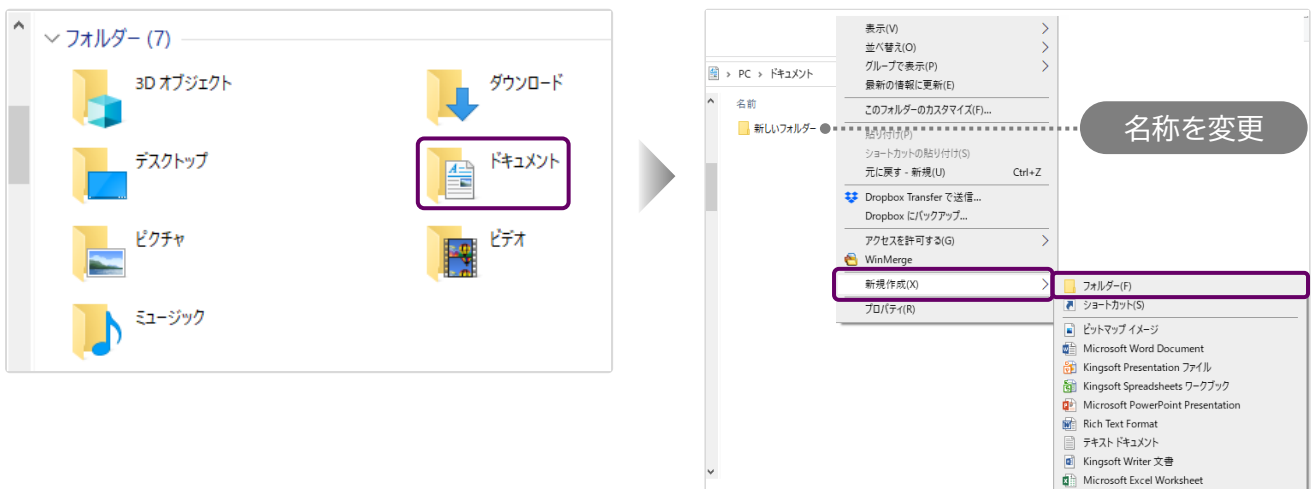 フォルダー (7)
3D オブジェクト
ダウンロード
デスクトップ
ドキュメント
ピクチャ
ビデオ
ミュージック
PC › ドキュメント
名前
新しいフォルダー
名称を変更
表示(V)
並べ替え(O)
グループで表示(P)
最新の情報に更新(E)
このフォルダーのカスタマイズ(F)...
貼り付け(P)
ショートカットの貼り付け(S)
元に戻す - 新規(U) Ctrl+Z
Dropbox Transfer で送信...
Dropbox にバックアップ...
アクセスを許可する(G)
WinMerge
新規作成(X)
プロパティ(R)
フォルダー(F)
ショートカット(S)
ビットマップ イメージ
Microsoft Word Document
Kingsoft Presentation ファイル
Kingsoft Spreadsheets ワークブック
Microsoft PowerPoint Presentation
Rich Text Format
テキスト ドキュメント
Kingsoft Writer 文書
Microsoft Excel Worksheet